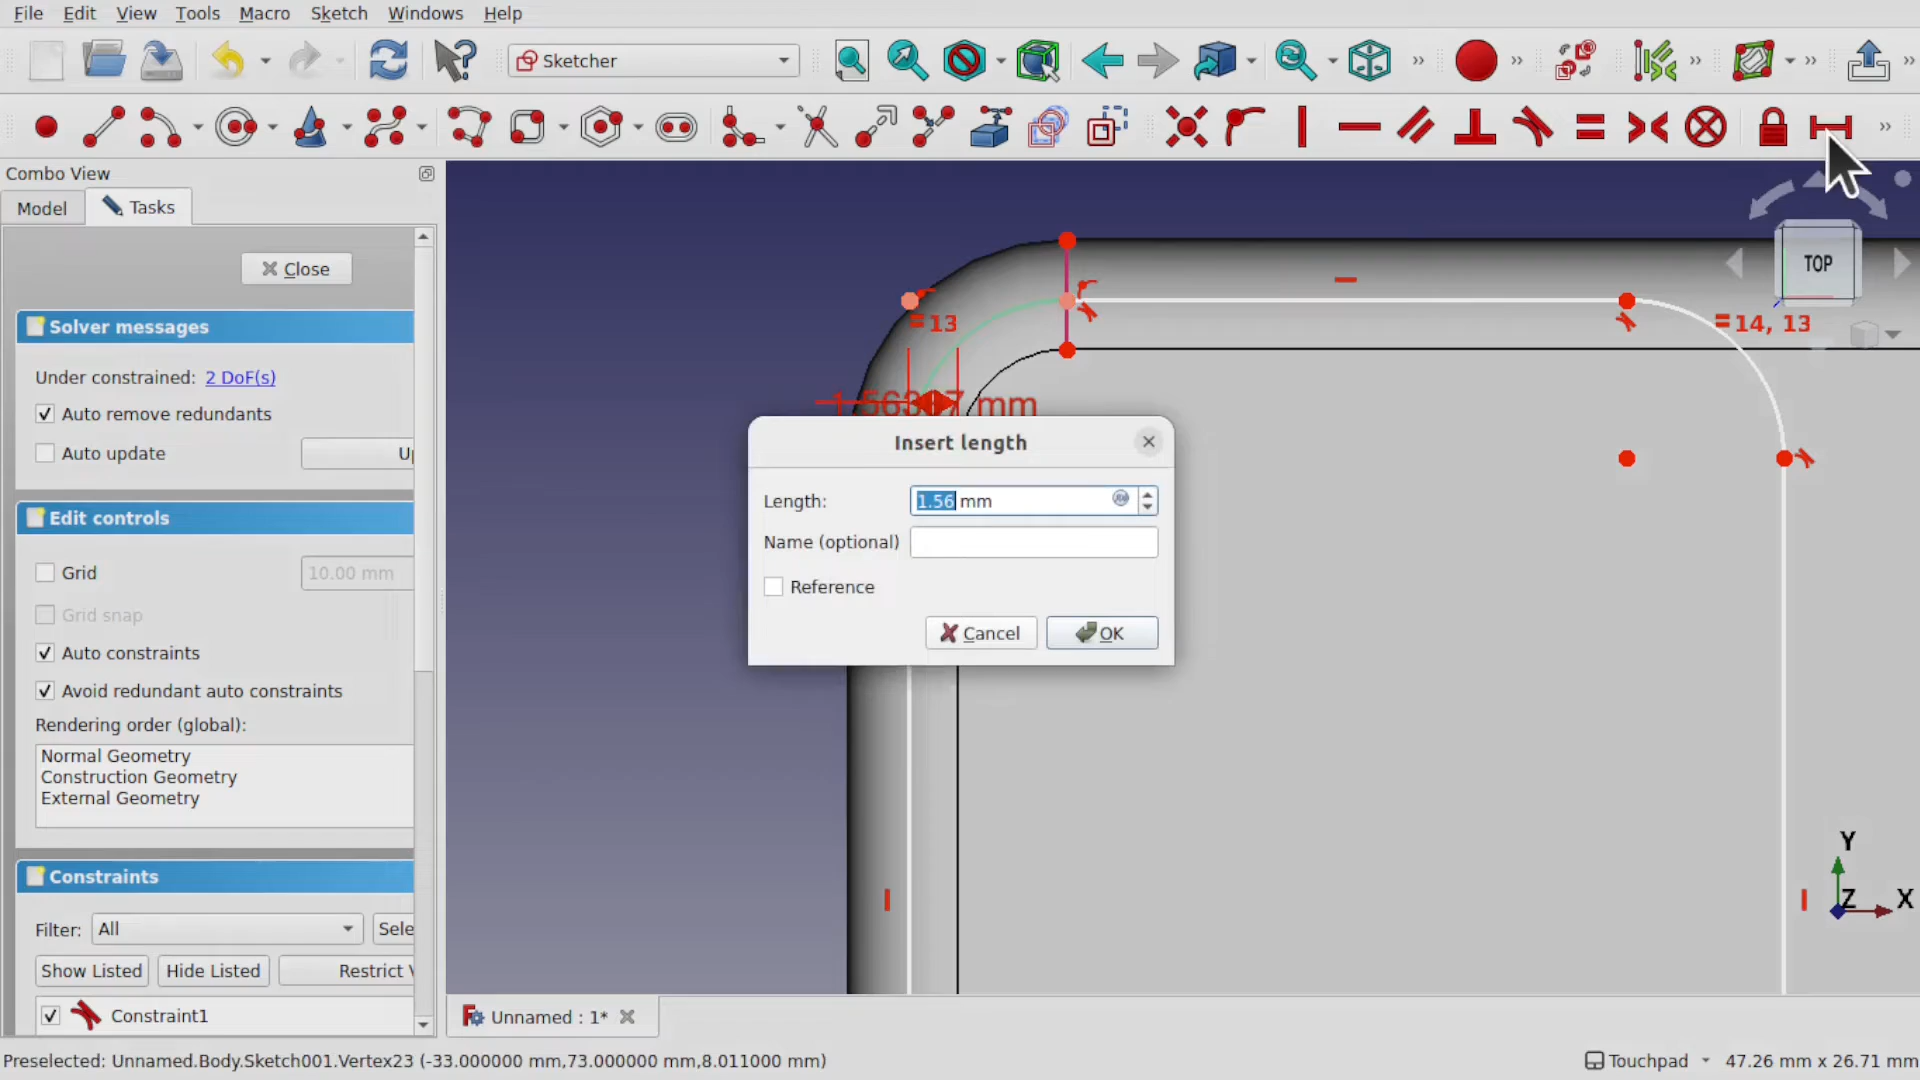 File Edit View Tools Macro Sketch Windows Help
Sketcher
Combo View
Model Tasks
Close
Solver messages
Under constrained: 2 DoF(s)
Auto remove redundants
Auto update
Edit controls
Grid 10.00 mm
Grid snap
Auto constraints
Avoid redundant auto constraints
Rendering order (global):
Normal Geometry
Construction Geometry
External Geometry
Constraints
Filter: All Sele
Show Listed Hide Listed Restrict
Constraint1
=13
=14, 13
mm
TOP
Insert length
Length: 1.56 mm
Name (optional)
Reference
Cancel OK
Y
Z X
Unnamed : 1*
Preselected: Unnamed.Body.Sketch001.Vertex23 (-33.000000 mm,73.000000 mm,8.011000 mm)
Touchpad 47.26 mm x 26.71 mm